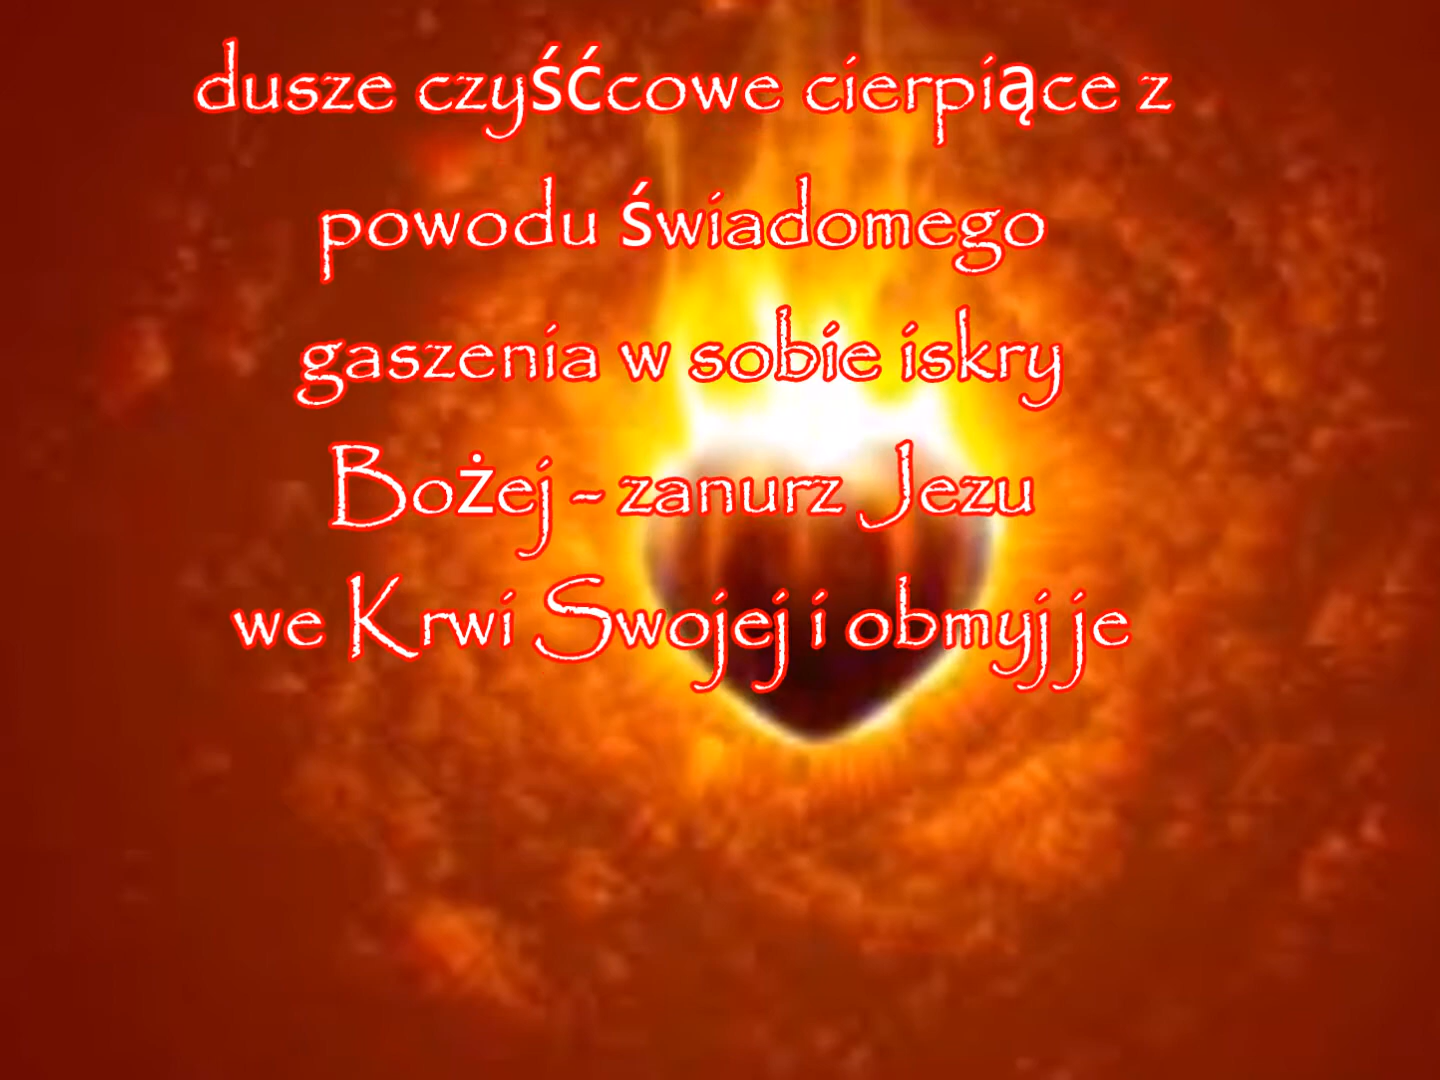 dusze czyśćcowe cierpiące z
powodu świadomego
gaszenia w sobie iskry
Bożej - zanurz Jezu
we Krwi Swojej i obmyj je